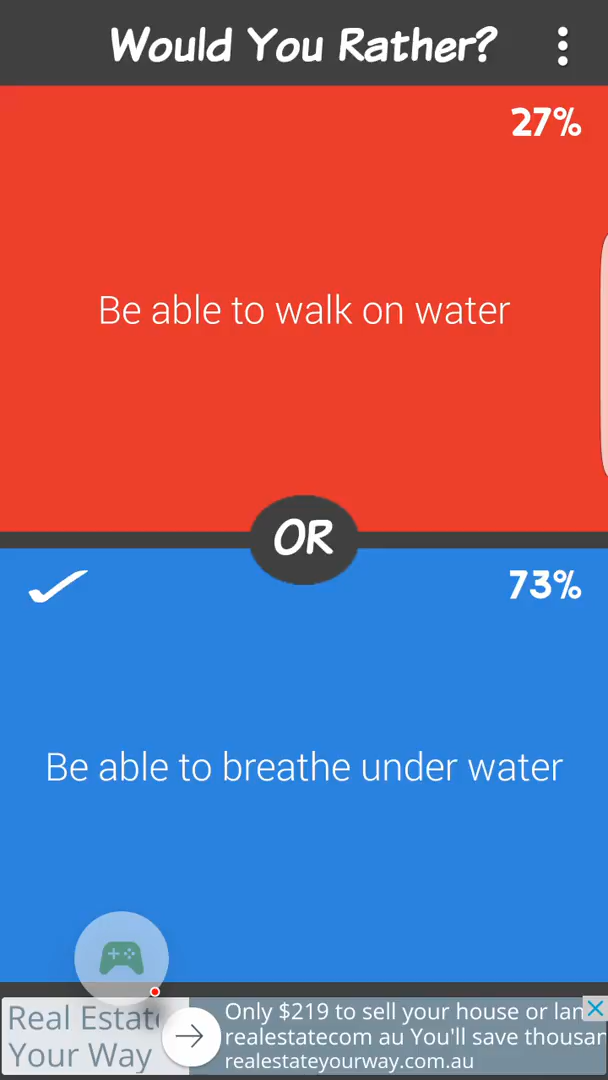 Would You Rather?
27%
Be able to walk on water
OR
73%
Be able to breathe under water
Real Estate
Your Way
Only $219 to sell your house or lan
realestatecom au You'll save thousan
realestateyourway.com.au